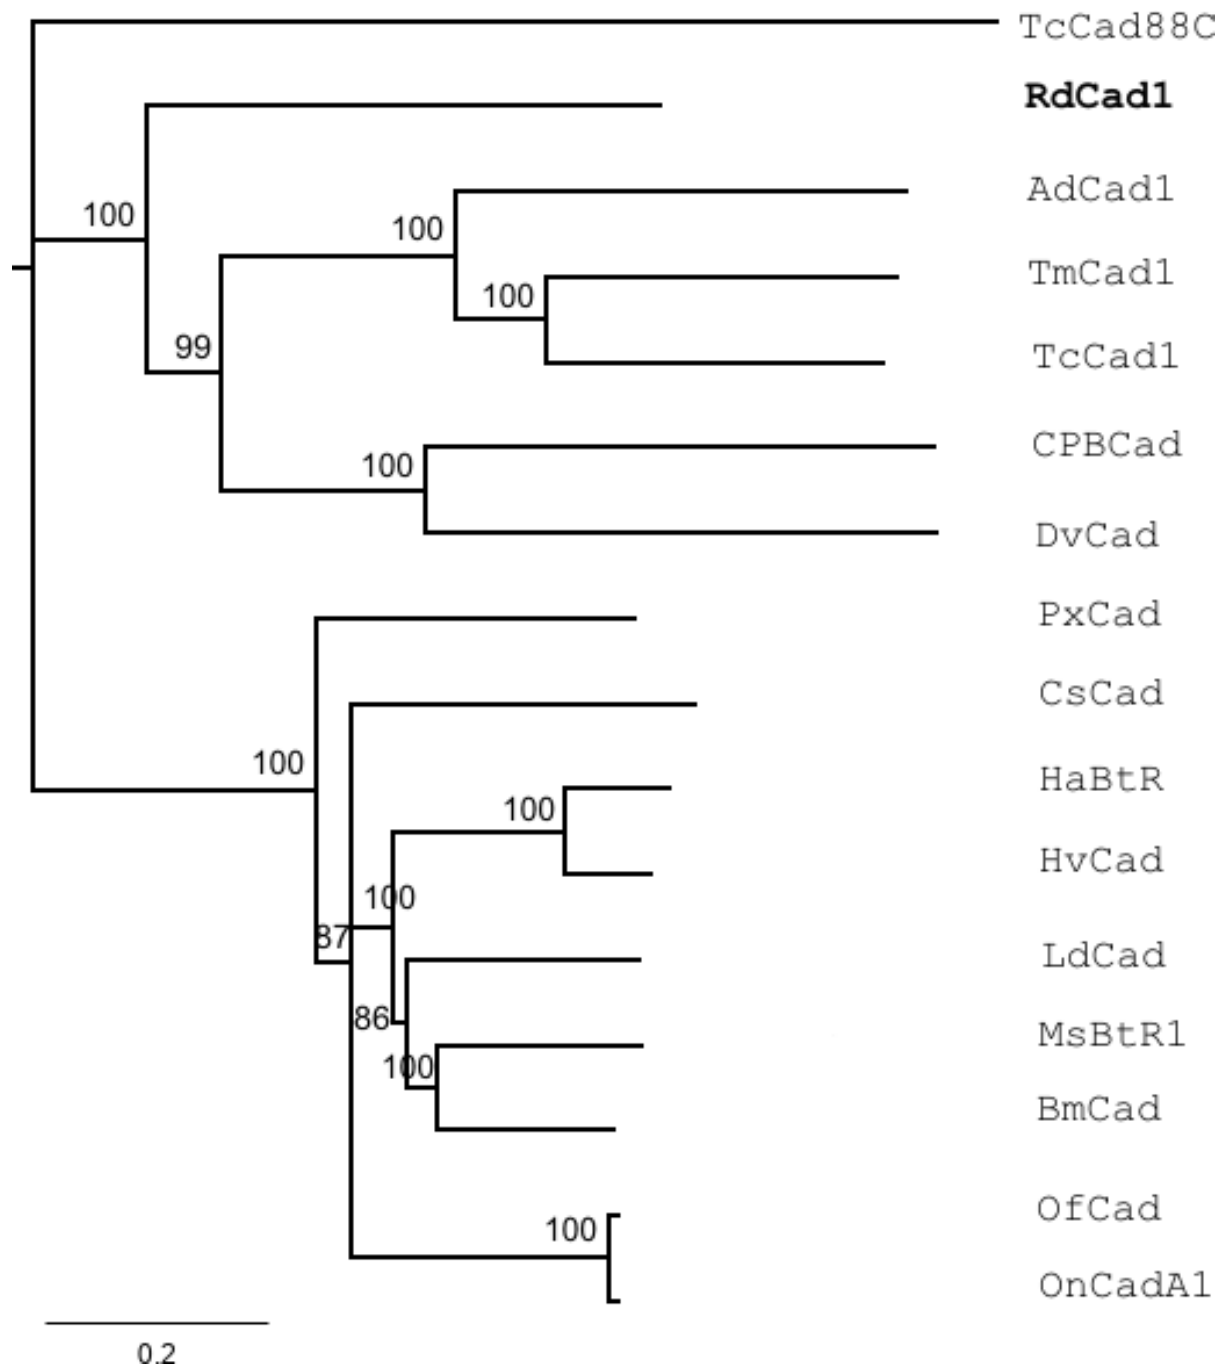 TcCad88C
RdCad1
AdCad1
100
100
TmCad1
100
TcCad1
99
CPBCad
100
DvCad
PxCad
CsCad
100
HaBtR
100
HvCad
100
87
LdCad
86
MsBtR1
100
BmCad
OfCad
100
OnCadA1
0.2